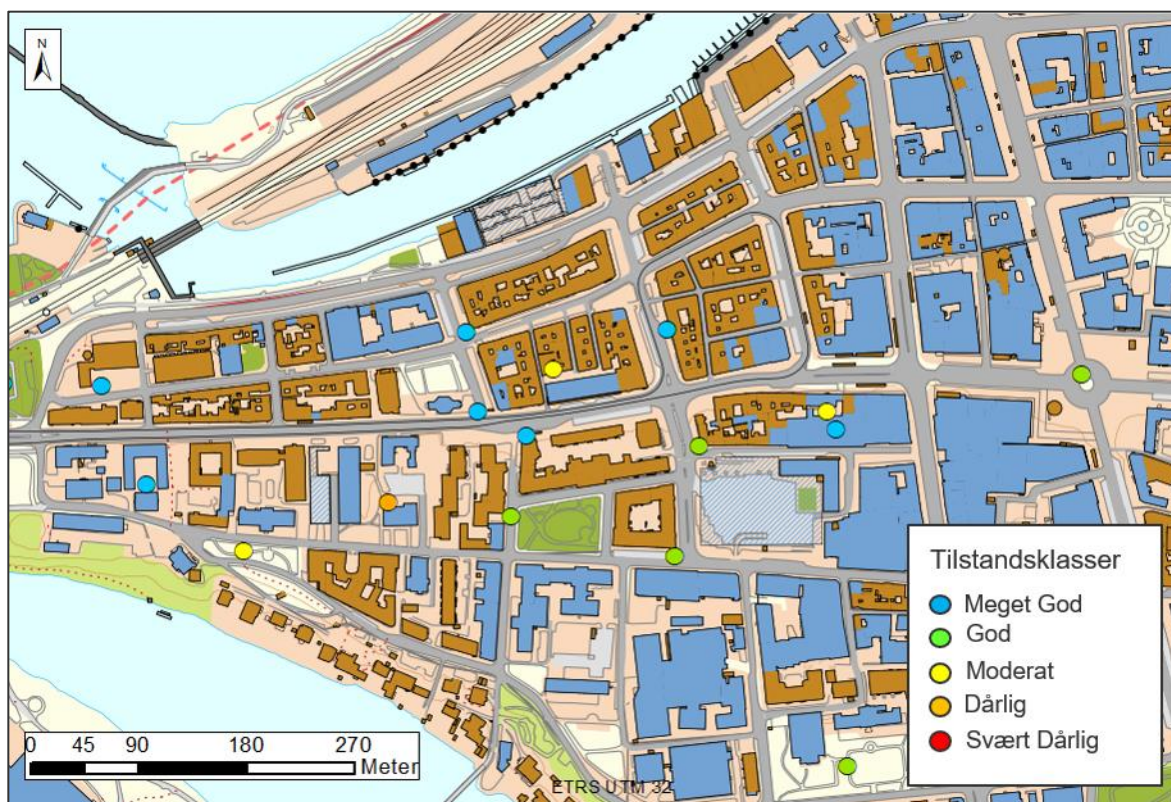 N
Tilstandsklasser
Meget God
God
Moderat
Dårlig
Svært Dårlig
0 45 90 180 270
Meter
ETRS UTM 32